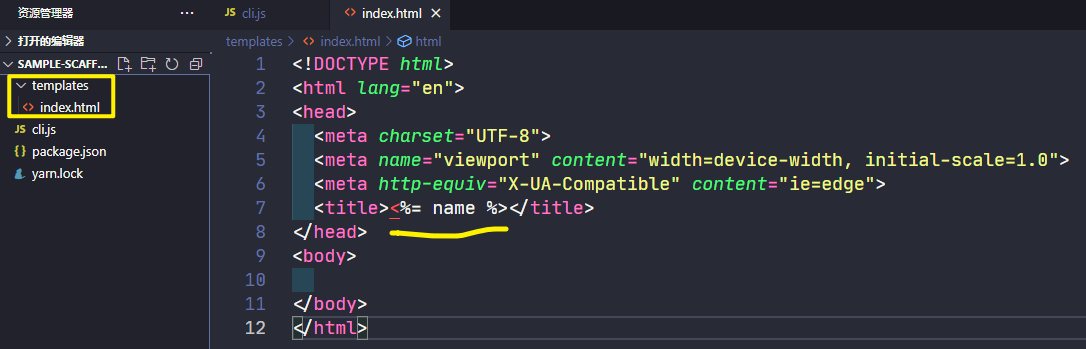 资源管理器
打开的编辑器
SAMPLE-SCAFF...
templates
index.html
cli.js
package.json
yarn.lock
cli.js
index.html
templates > index.html > html
1 <!DOCTYPE html>
2 <html lang="en">
3 <head>
4 <meta charset="UTF-8">
5 <meta name="viewport" content="width=device-width, initial-scale=1.0">
6 <meta http-equiv="X-UA-Compatible" content="ie=edge">
7 <title><%= name %></title>
8 </head>
9 <body>
10
11 </body>
12 </html>